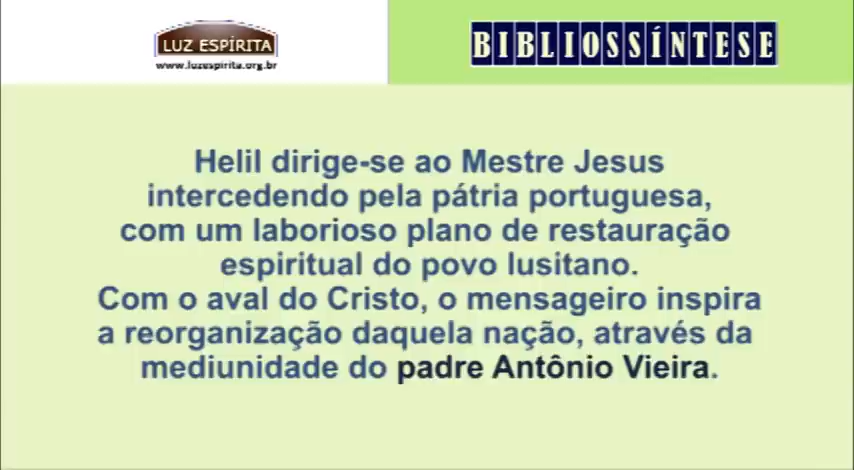 LUZ ESPÍRITA
www.luzespirita.org.br
BIBLIOSSÍNTESE
Helil dirige-se ao Mestre Jesus
intercedendo pela pátria portuguesa,
com um laborioso plano de restauração
espiritual do povo lusitano.
Com o aval do Cristo, o mensageiro inspira
a reorganização daquela nação, através da
mediunidade do padre Antônio Vieira.